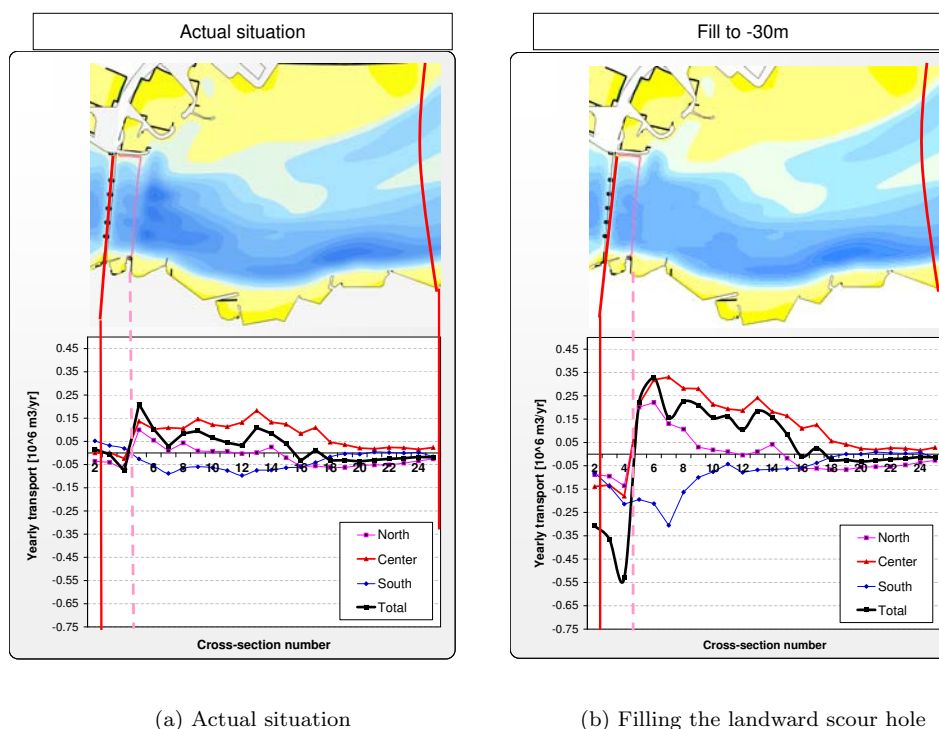 Actual situation
Yearly transport [10^6 m3/yr]
0.45
0.35
0.25
0.15
0.05
-0.05
-0.15
-0.25
-0.35
-0.45
-0.55
-0.65
-0.75
2 4 6 8 10 12 14 16 18 20 22 24
North
Center
South
Total
Cross-section number
(a) Actual situation
Fill to -30m
Yearly transport [10^6 m3/yr]
0.45
0.35
0.25
0.15
0.05
-0.05
-0.15
-0.25
-0.35
-0.45
-0.55
-0.65
-0.75
2 4 6 8 10 12 14 16 18 20 22 24
North
Center
South
Total
Cross-section number
(b) Filling the landward scour hole